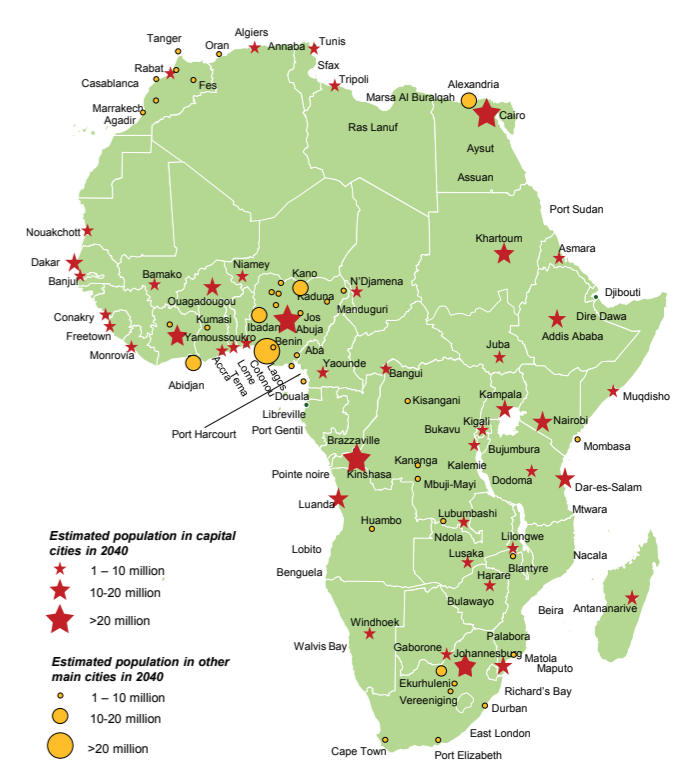 Tanger
Oran
Algiers
Annaba
Tunis
Rabat
Sfax
Tripoli
Casablanca
Fes
Marsa Al Buralqah
Alexandria
Cairo
Marrakech
Agadir
Ras Lanuf
Aysut
Assuan
Port Sudan
Nouakchott
Khartoum
Asmara
Dakar
Banjul
Bamako
Niamey
Kano
N'Djamena
Djibouti
Ouagadougou
Kaduna
Manduguri
Dire Dawa
Conakry
Kumasi
Jos
Freetown
Yamoussoukro
Ibadan
Abuja
Addis Ababa
Monrovia
Benin
Abà
Juba
Accra
Tema
Lome
Cotonou
Lagos
Yaounde
Bangui
Abidjan
Douala
Kisangani
Kampala
Muqdisho
Libreville
Port Harcourt
Port Gentil
Kigali
Nairobi
Bukavu
Brazzaville
Bujumbura
Mombasa
Kananga
Kalemie
Pointe noire
Kinshasa
Mbuji-Mayi
Dodoma
Dar-es-Salam
Luanda
Lubumbashi
Mtwara
Huambo
Ndola
Lilongwe
Lobito
Lusaka
Blantyre
Nacala
Benguela
Harare
Bulawayo
Beira
Antananarive
Windhoek
Palabora
Walvis Bay
Gaborone
Johannesburg
Matola
Maputo
Ekurhuleni
Richard's Bay
Vereeniging
Durban
East London
Cape Town
Port Elizabeth
Estimated population in capital
cities in 2040
1 – 10 million
10-20 million
>20 million
Estimated population in other
main cities in 2040
1 – 10 million
10-20 million
>20 million